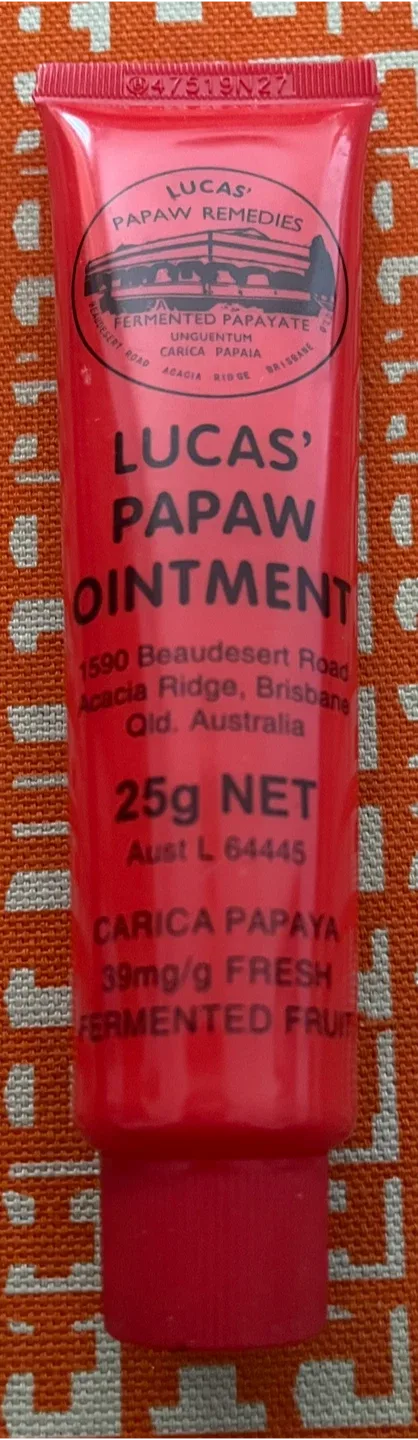 47519N27
LUCAS'
PAPAW REMEDIES
FERMENTED PAPAYATE
UNGUENTUM
CARICA PAPAIA
BEAUDESERT ROAD ACACIA RIDGE BRISBANE
LUCAS'
PAPAW
OINTMENT
1590 Beaudesert Road
Acacia Ridge, Brisbane
Qld. Australia
25g NET
Aust L 64445
CARICA PAPAYA
39mg/g FRESH
FERMENTED FRUIT